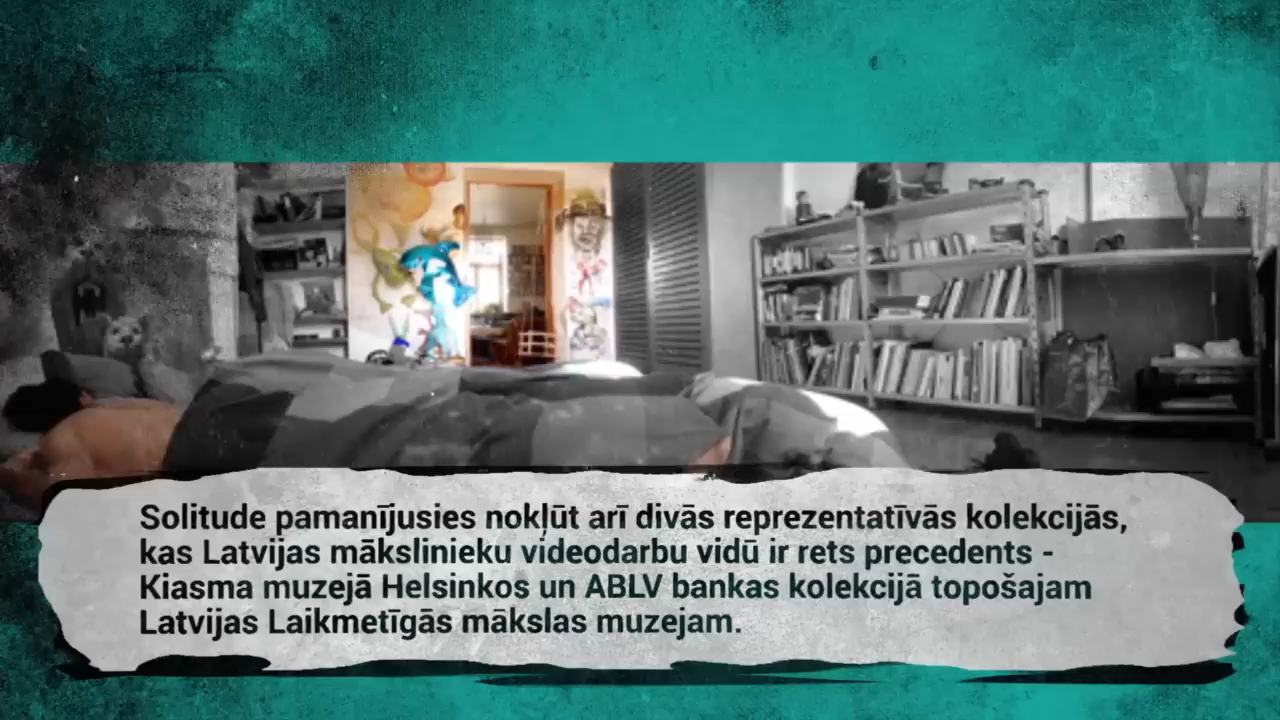 Solitude pamanījusies nokļūt arī divās reprezentatīvās kolekcijās,
kas Latvijas mākslinieku videodarbu vidū ir rets precedents -
Kiasma muzejā Helsinkos un ABLV bankas kolekcijā topošajam
Latvijas Laikmetīgās mākslas muzejam.